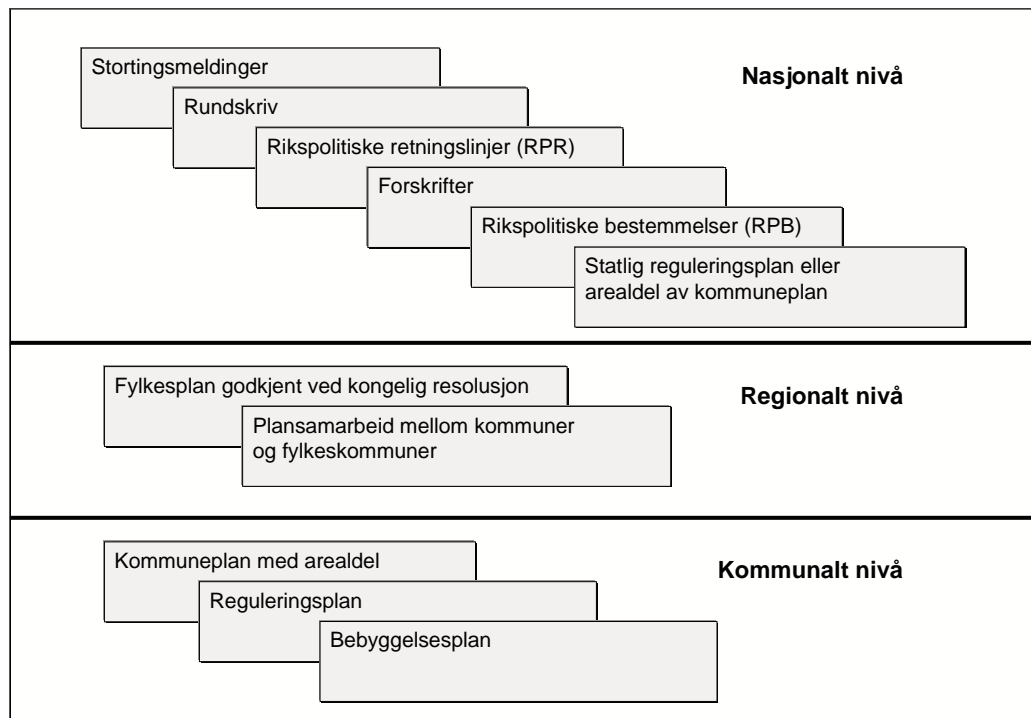 Nasjonalt nivå
Stortingsmeldinger
Rundskriv
Rikspolitiske retningslinjer (RPR)
Forskrifter
Rikspolitiske bestemmelser (RPB)
Statlig reguleringsplan eller
arealdel av kommuneplan
Regionalt nivå
Fylkesplan godkjent ved kongelig resolusjon
Plansamarbeid mellom kommuner
og fylkeskommuner
Kommunalt nivå
Kommuneplan med arealdel
Reguleringsplan
Bebyggelsesplan